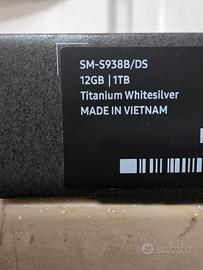 SM-S938B/DS
12GB | 1TB
Titanium Whitesilver
MADE IN VIETNAM
subito